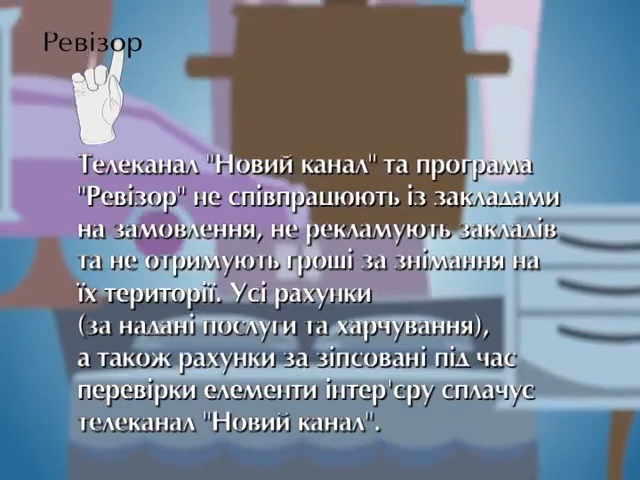 Ревізор
Телеканал "Новий канал" та програма
"Ревізор" не співпрацюють із закладами
на замовлення, не рекламують закладів
та не отримують гроші за знімання на
їх території. Усі рахунки
(за надані послуги та харчування),
а також рахунки за зіпсовані під час
перевірки елементи інтер'єру сплачує
телеканал "Новий канал".